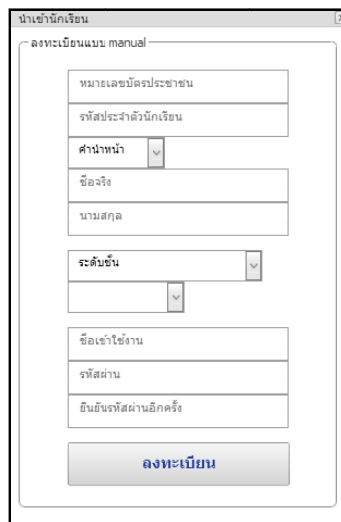 นำเข้านักเรียน
ลงทะเบียนแบบ manual
หมายเลขบัตรประชาชน
รหัสประจำตัวนักเรียน
คำนำหน้า
ชื่อจริง
นามสกุล
ระดับชั้น
ชื่อเข้าใช้งาน
รหัสผ่าน
ยืนยันรหัสผ่านอีกครั้ง
ลงทะเบียน